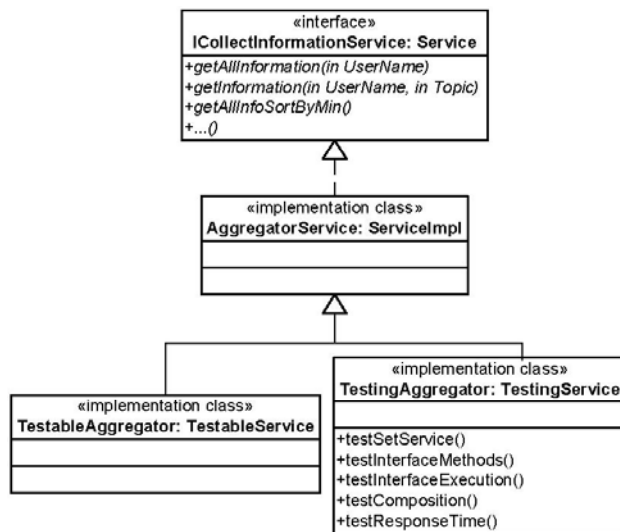 «interface»
ICollectInformationService: Service
+getAllInformation(in UserName)
+getInformation(in UserName, in Topic)
+getAllInfoSortByMin()
+...()
«implementation class»
AggregatorService: ServiceImpl
«implementation class»
TestableAggregator: TestableService
«implementation class»
TestingAggregator: TestingService
+testSetService()
+testInterfaceMethods()
+testInterfaceExecution()
+testComposition()
+testResponseTime()